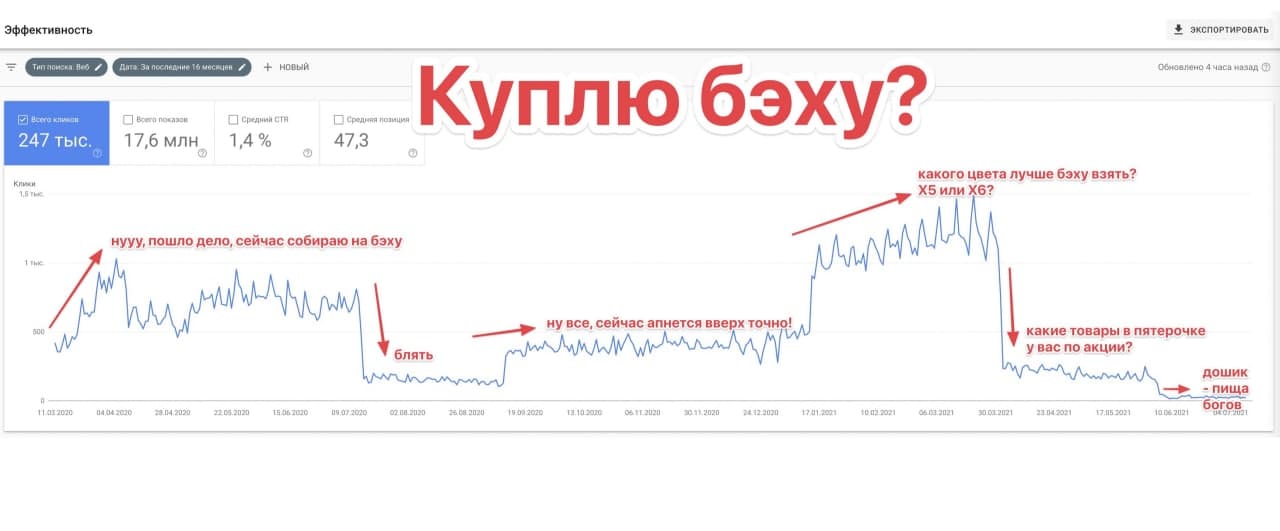 Эффективность
ЭКСПОРТИРОВАТЬ
Тип поиска: Веб
Дата: За последние 16 месяцев
+ НОВЫЙ
Обновлено 4 часа назад
Куплю бэху?
Всего кликов
247 тыс.
Всего показов
17,6 млн
Средний CTR
1,4 %
Средняя позиция
47,3
Клики
1,5 тыс.
1 тыс.
500
0
нууу, пошло дело, сейчас собираю на бэху
блять
ну все, сейчас апнется вверх точно!
какого цвета лучше бэху взять?
X5 или X6?
какие товары в пятерочке
у вас по акции?
дошик
- пища
богов
11.03.2020
04.04.2020
28.04.2020
22.05.2020
15.06.2020
09.07.2020
02.08.2020
26.08.2020
19.09.2020
13.10.2020
06.11.2020
30.11.2020
24.12.2020
17.01.2021
10.02.2021
06.03.2021
30.03.2021
23.04.2021
17.05.2021
10.06.2021
04.07.2021